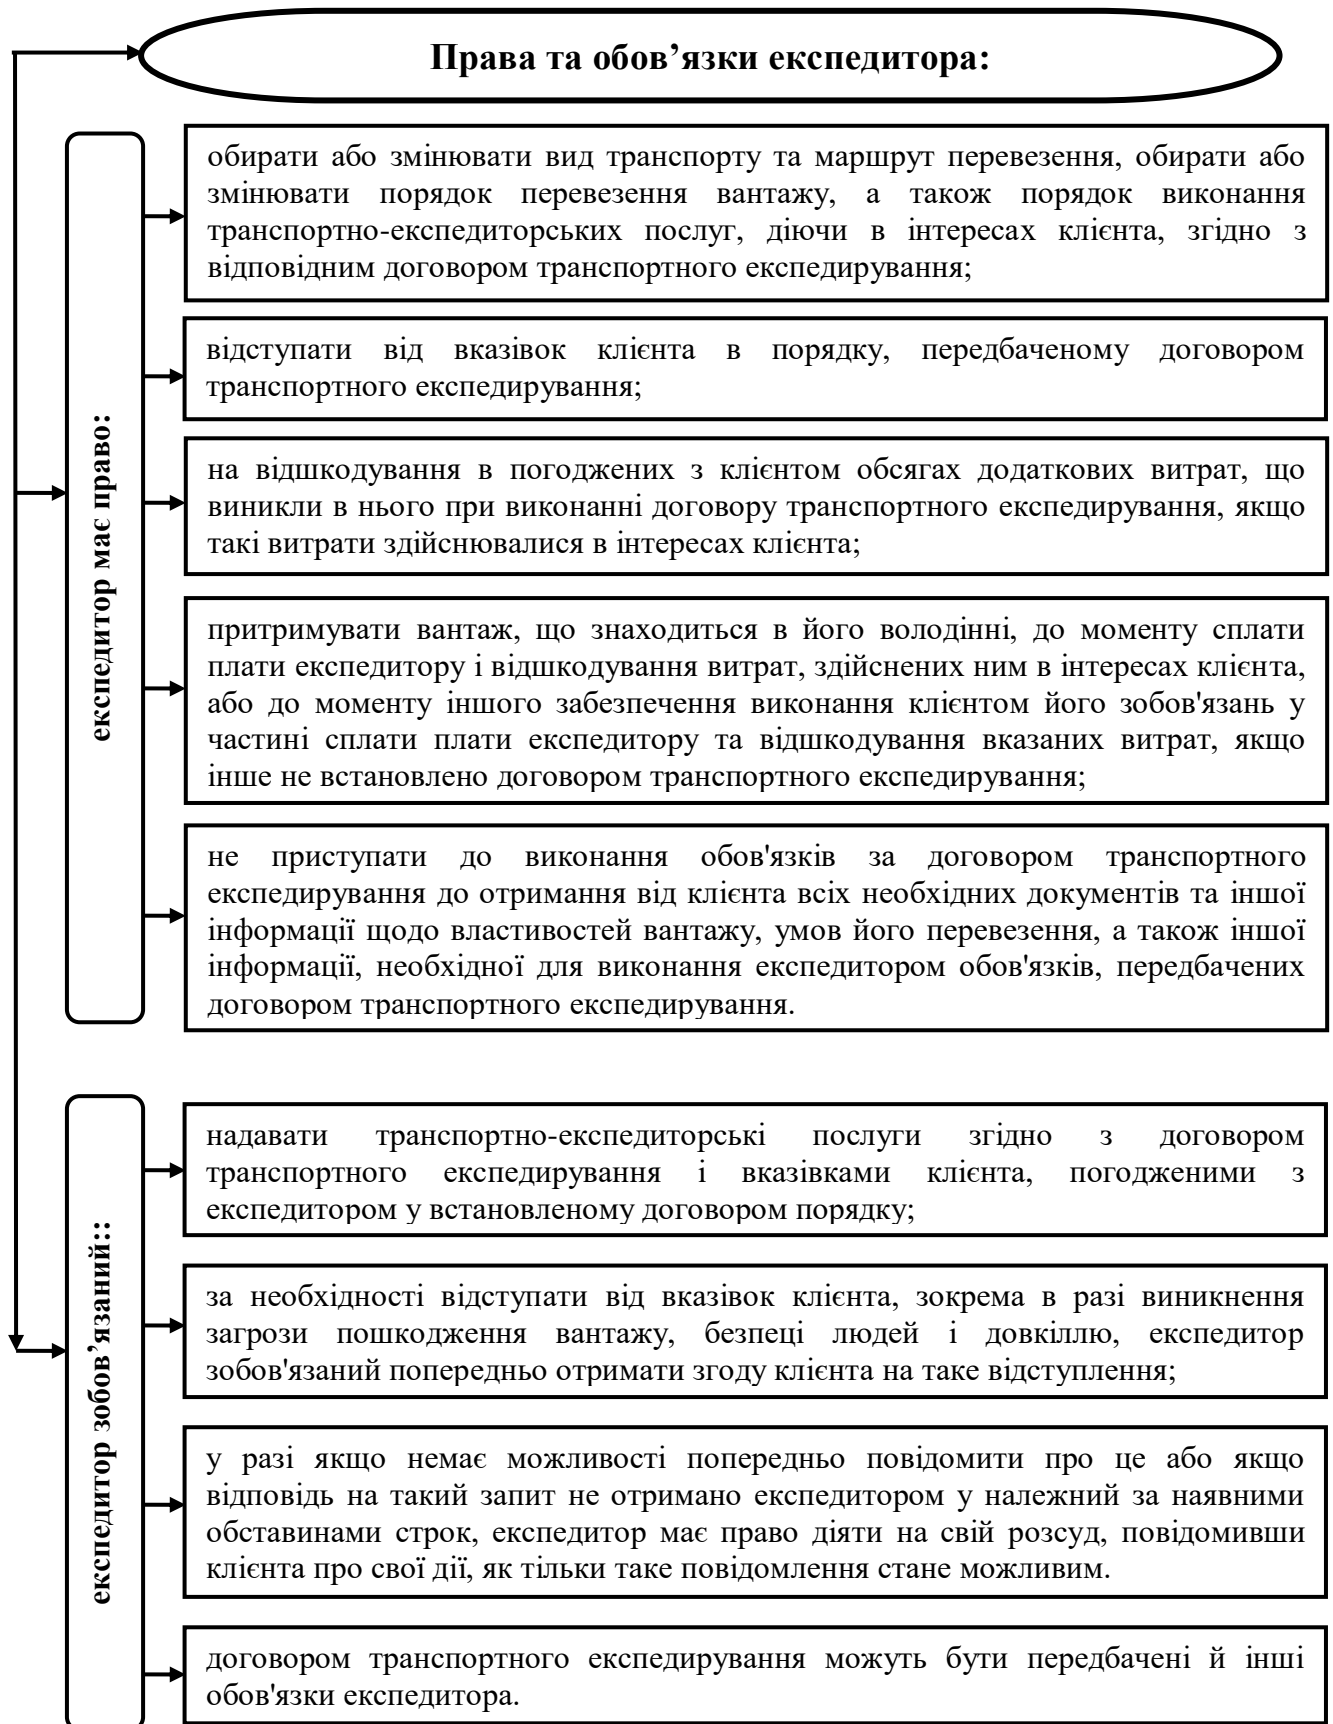 Права та обов’язки експедитора:
експедитор має право:
обирати або змінювати вид транспорту та маршрут перевезення, обирати або
змінювати порядок перевезення вантажу, а також порядок виконання
транспортно-експедиторських послуг, діючи в інтересах клієнта, згідно з
відповідним договором транспортного експедирування;
відступати від вказівок клієнта в порядку, передбаченому договором
транспортного експедирування;
на відшкодування в погоджених з клієнтом обсягах додаткових витрат, що
виникли в нього при виконанні договору транспортного експедирування, якщо
такі витрати здійснювалися в інтересах клієнта;
притримувати вантаж, що знаходиться в його володінні, до моменту сплати
плати експедитору і відшкодування витрат, здійснених ним в інтересах клієнта,
або до моменту іншого забезпечення виконання клієнтом його зобов'язань у
частині сплати плати експедитору та відшкодування вказаних витрат, якщо
інше не встановлено договором транспортного експедирування;
не приступати до виконання обов'язків за договором транспортного
експедирування до отримання від клієнта всіх необхідних документів та іншої
інформації щодо властивостей вантажу, умов його перевезення, а також іншої
інформації, необхідної для виконання експедитором обов'язків, передбачених
договором транспортного експедирування.
експедитор зобов’язаний::
надавати транспортно-експедиторські послуги згідно з договором
транспортного експедирування і вказівками клієнта, погодженими з
експедитором у встановленому договором порядку;
за необхідності відступати від вказівок клієнта, зокрема в разі виникнення
загрози пошкодження вантажу, безпеці людей і довкіллю, експедитор
зобов'язаний попередньо отримати згоду клієнта на таке відступлення;
у разі якщо немає можливості попередньо повідомити про це або якщо
відповідь на такий запит не отримано експедитором у належний за наявними
обставинами строк, експедитор має право діяти на свій розсуд, повідомивши
клієнта про свої дії, як тільки таке повідомлення стане можливим.
договором транспортного експедирування можуть бути передбачені й інші
обов'язки експедитора.